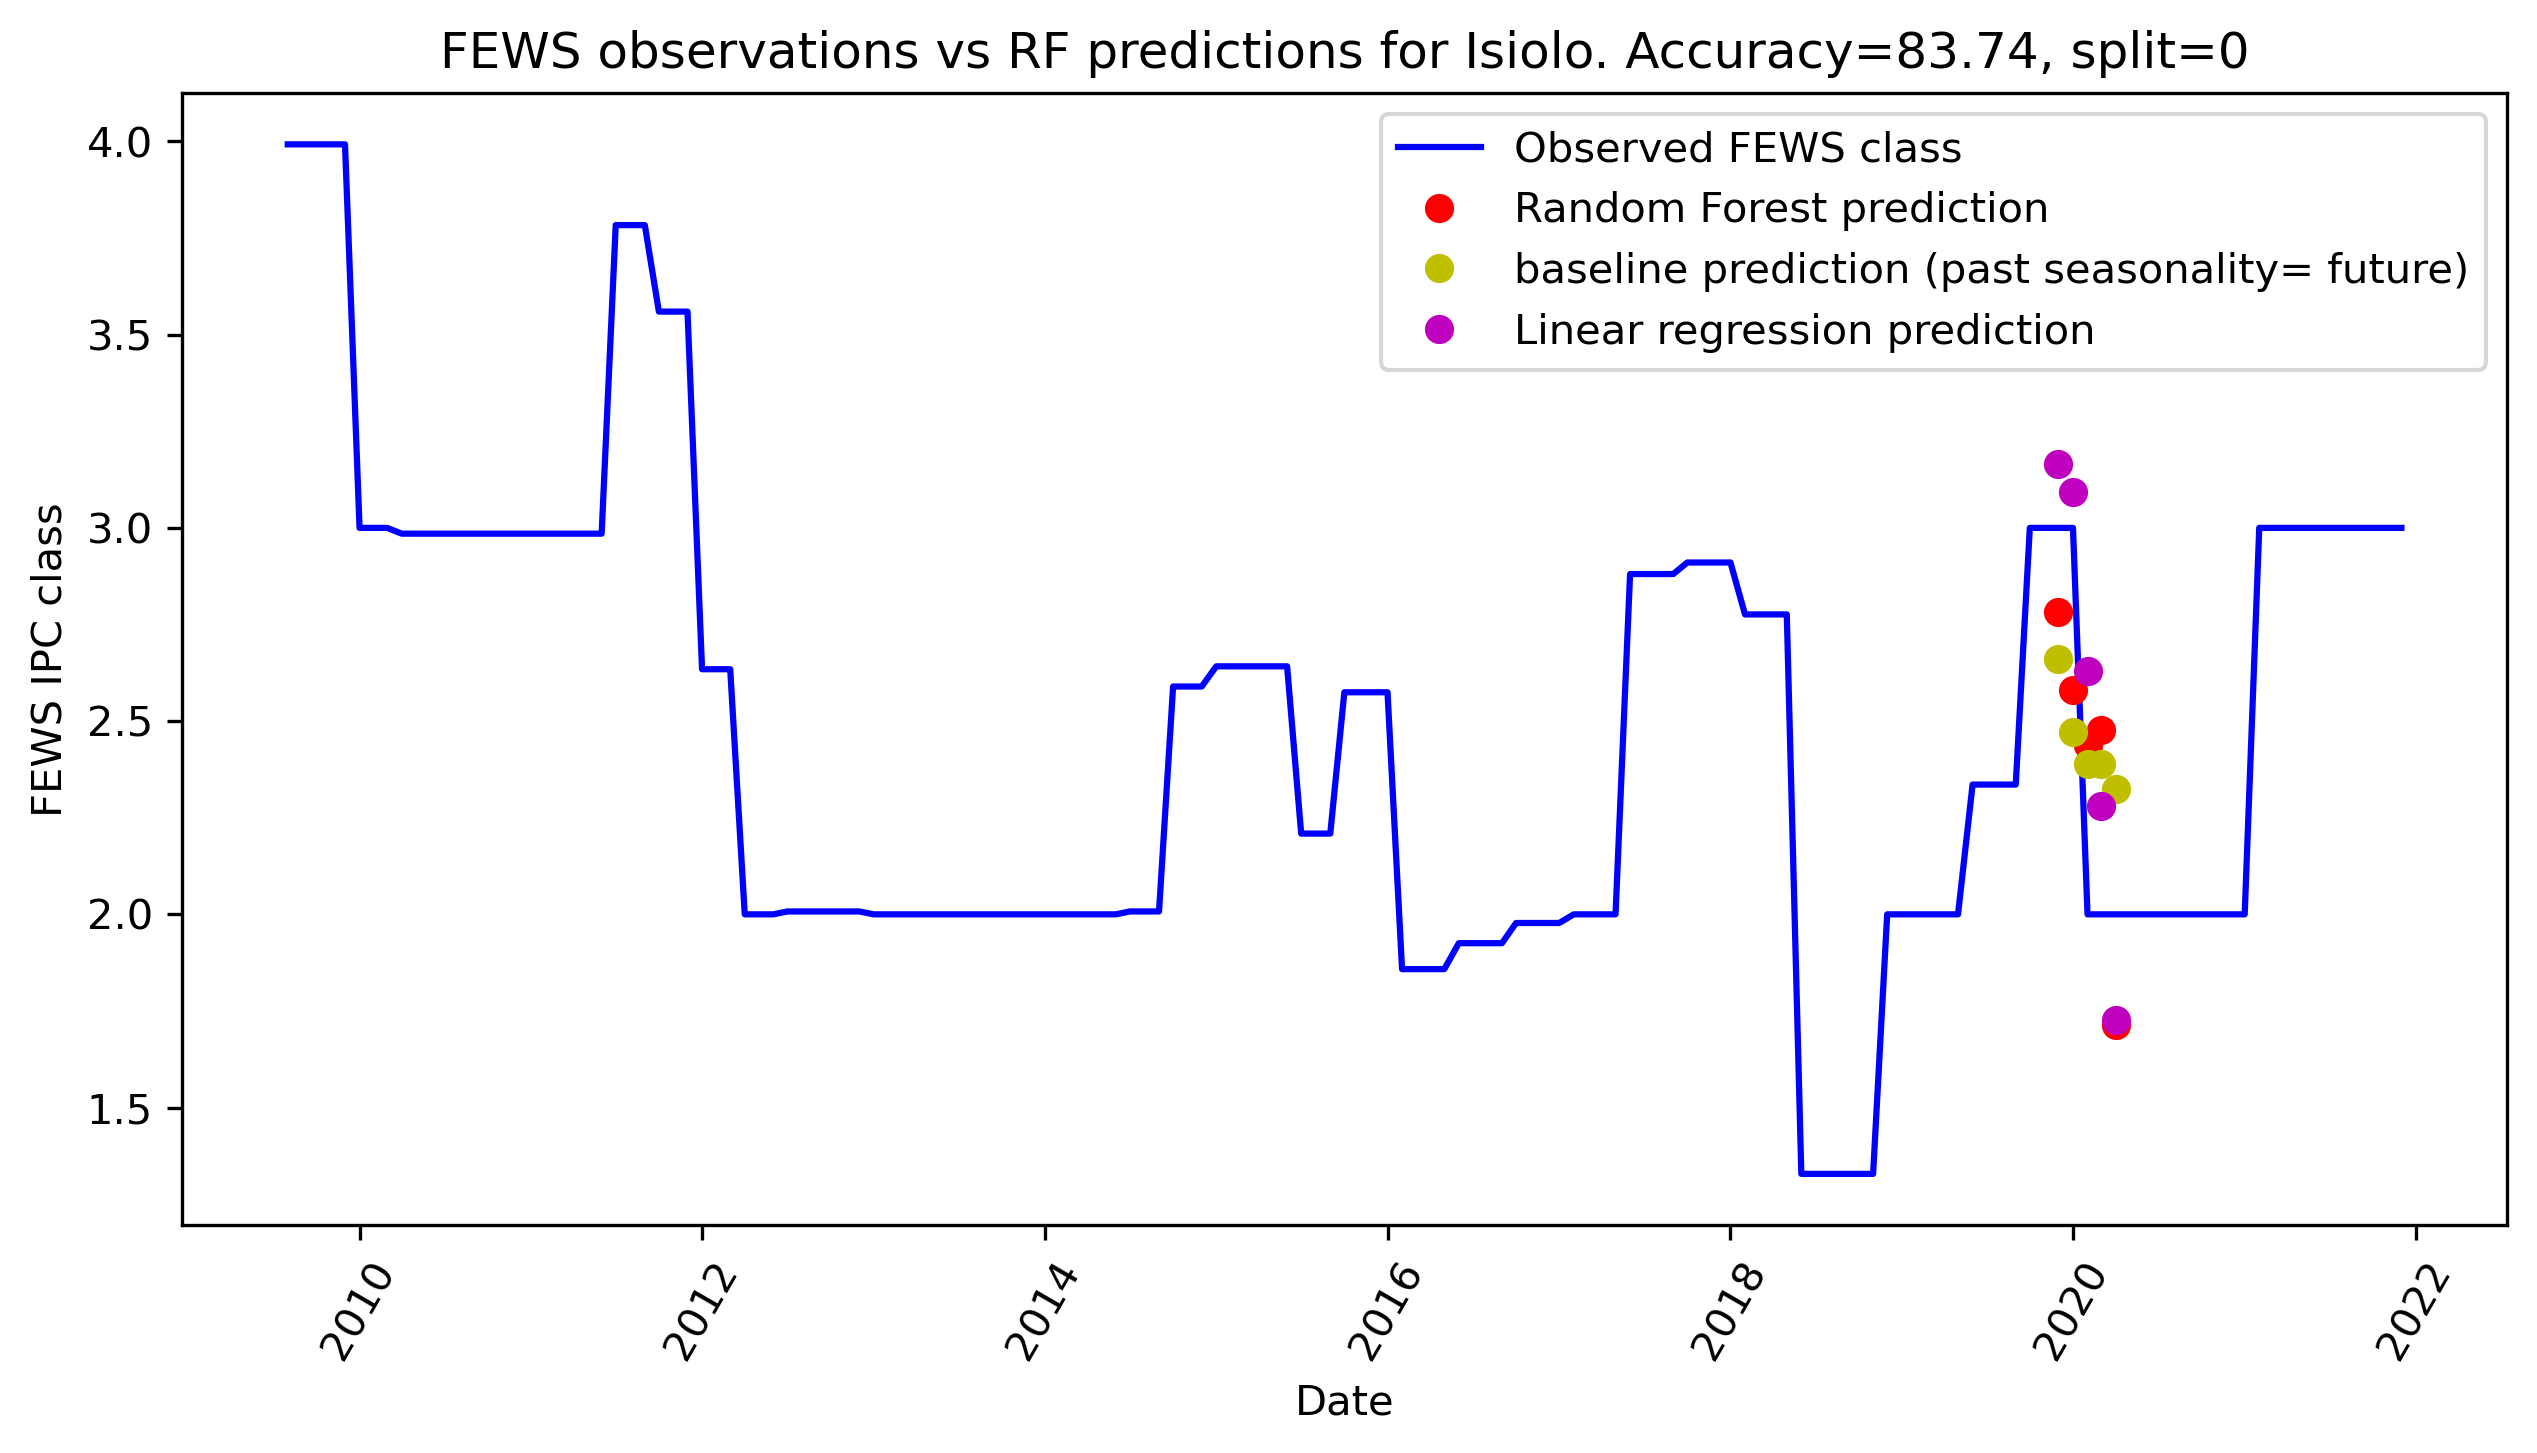 FEWS observations vs RF predictions for Isiolo. Accuracy=83.74, split=0
Observed FEWS class
Random Forest prediction
baseline prediction (past seasonality= future)
Linear regression prediction
FEWS IPC class
4.0
3.5
3.0
2.5
2.0
1.5
2010
2012
2014
2016
2018
2020
2022
Date